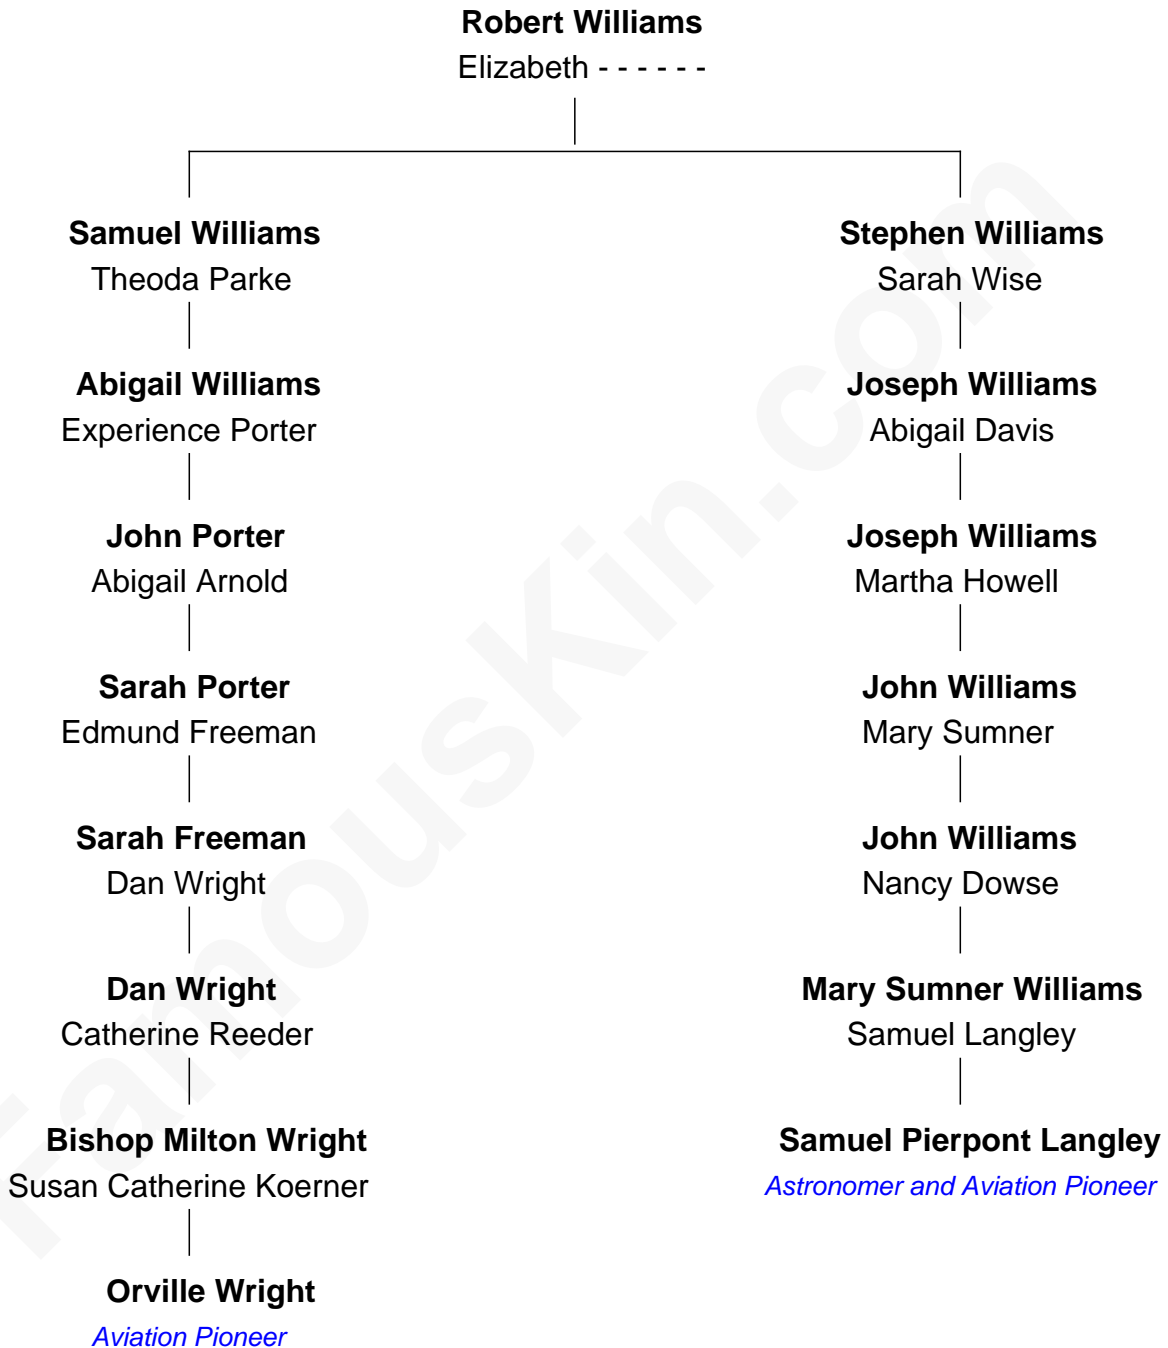 Robert Williams
Elizabeth - - - - - -
Samuel Williams
Theoda Parke
Stephen Williams
Sarah Wise
Abigail Williams
Experience Porter
Joseph Williams
Abigail Davis
John Porter
Abigail Arnold
Joseph Williams
Martha Howell
Sarah Porter
Edmund Freeman
John Williams
Mary Sumner
Sarah Freeman
Dan Wright
John Williams
Nancy Dowse
Dan Wright
Catherine Reeder
Mary Sumner Williams
Samuel Langley
Bishop Milton Wright
Susan Catherine Koerner
Samuel Pierpont Langley
Astronomer and Aviation Pioneer
Orville Wright
Aviation Pioneer
FamousKin.com